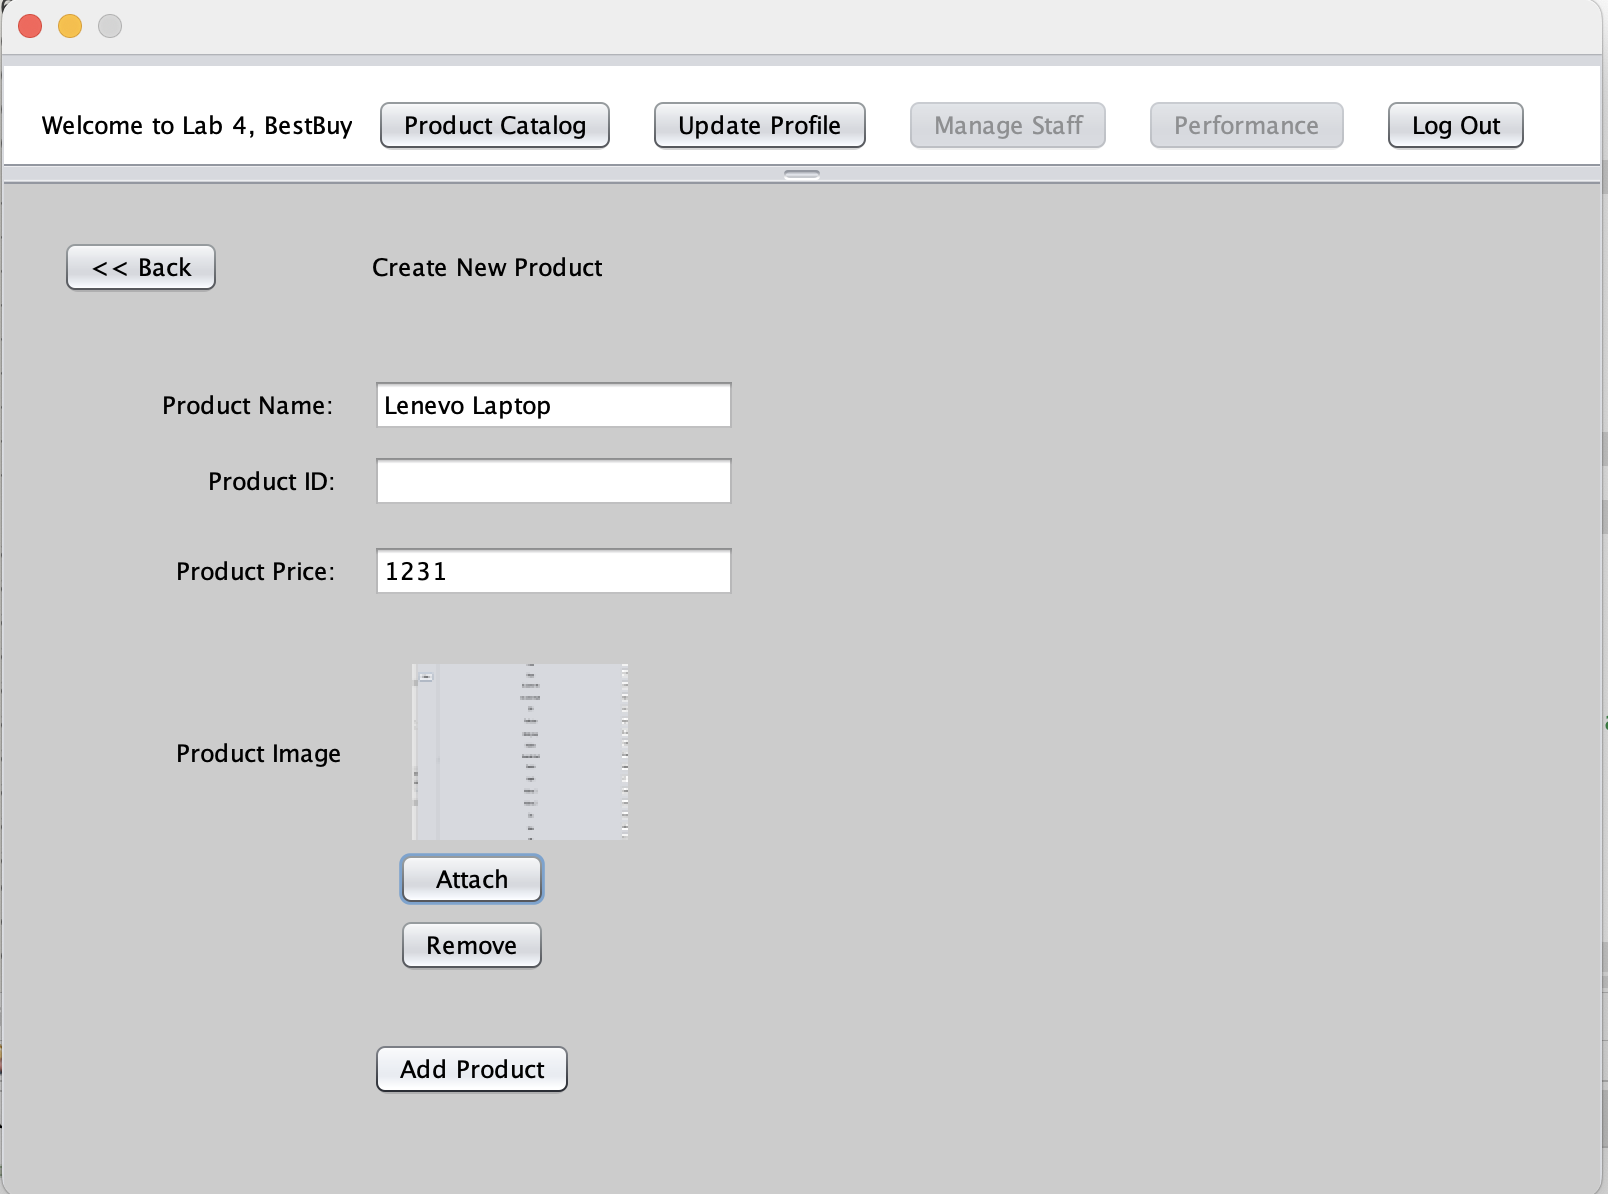 Welcome to Lab 4, BestBuy Product Catalog Update Profile Manage Staff Performance Log Out
<< Back Create New Product
Product Name: Lenevo Laptop
Product ID:
Product Price: 1231
Product Image
Attach
Remove
Add Product